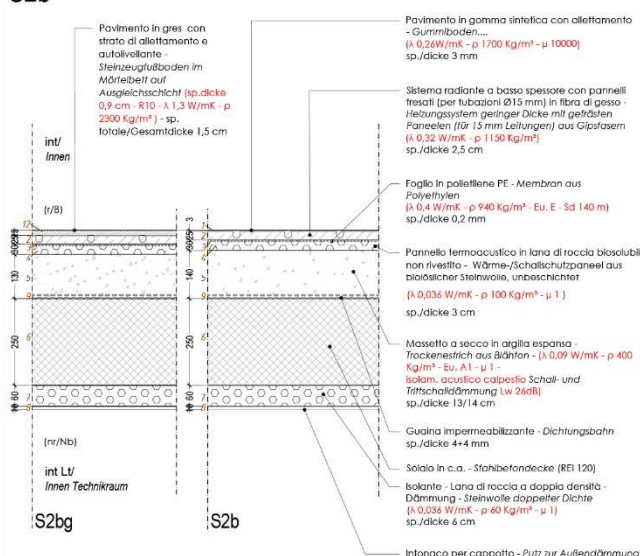 Pavimento in gres con
strato di allettamento e
autolivellante -
Steinzeugfußboden im
Mörtelbett auf
Ausgleichschicht (sp.dicke
0,9 cm - R10 - λ 1,3 W/mK - ρ
2300 Kg/m³ ) - sp.
totale/Gesamtdicke 1,5 cm
int/
Innen
(r/B)
Pavimento in gomma sintetica con allettamento
- Gummiboden....
(λ 0,26W/mK - ρ 1700 Kg/m³ - μ 10000)
sp./dicke 3 mm
Sistema radiante a basso spessore con pannelli
fresati (per tubazioni Ø15 mm) in fibra di gesso -
Heizungssystem geringer Dicke mit gefrästen
Paneelen (für 15 mm Leitungen) aus Gipsfasern
(λ 0,32 W/mK - ρ 1150 Kg/m³)
sp./dicke 2,5 cm
Foglio in polietilene PE - Membran aus
Polyethylen
(λ 0,4 W/mK - ρ 940 Kg/m³ - Eu. E - Sd 140 m)
sp./dicke 0,2 mm
Pannello termoacustico in lana di roccia biosolubil
non rivestito - Wärme-/Schallschutzpaneel aus
biolöslicher Steinwolle, unbeschichtet
(λ 0,036 W/mK - ρ 100 Kg/m³ - μ 1 )
sp./dicke 3 cm
Massetto a secco in argilla espansa -
Trockenestrich aus Blähton - (λ 0,09 W/mK - ρ 400
Kg/m³ - Eu. A1 - μ 1 -
isolam. acustico calpestio Schall- und
Trittschalldämmung Lw 26dB)
sp./dicke 13/14 cm
Guaina impermeabilizzante - Dichtungsbahn
sp./dicke 4+4 mm
Solaio in c.a. - Stahlbetondecke (REI 120)
Isolante - Lana di roccia a doppia densità -
Dämmung - Steinwolle doppelter Dichte
(λ 0,036 W/mK - ρ 60 Kg/m³ - μ 1)
sp./dicke 6 cm
Intonaco per cappotto - Putz zur Außendämmung
130
250
60
3
140
250
60
(nr/Nb)
int Lt/
Innen Technikraum
S2bg
S2b